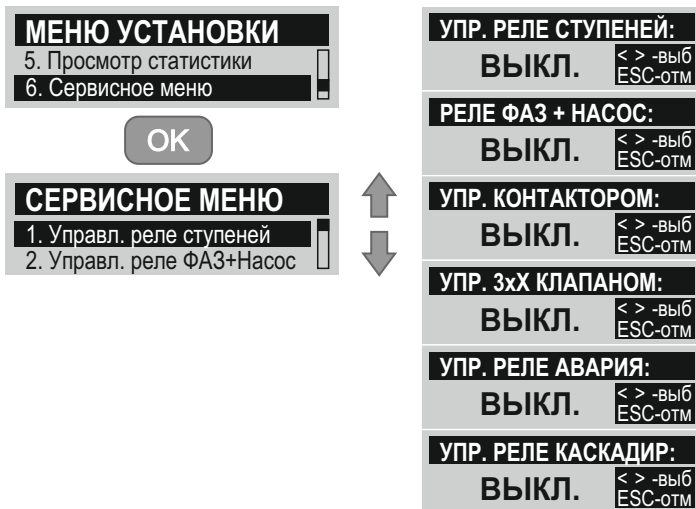 МЕНЮ УСТАНОВКИ
5. Просмотр статистики
6. Сервисное меню
OK
СЕРВИСНОЕ МЕНЮ
1. Управл. реле ступеней
2. Управл. реле ФАЗ+Насос
УПР. РЕЛЕ СТУПЕНЕЙ:
ВЫКЛ.
< > -выб
ESC-отм
РЕЛЕ ФАЗ + НАСОС:
ВЫКЛ.
< > -выб
ESC-отм
УПР. КОНТАКТОРОМ:
ВЫКЛ.
< > -выб
ESC-отм
УПР. 3хХ КЛАПАНОМ:
ВЫКЛ.
< > -выб
ESC-отм
УПР. РЕЛЕ АВАРИЯ:
ВЫКЛ.
< > -выб
ESC-отм
УПР. РЕЛЕ КАСКАДИР:
ВЫКЛ.
< > -выб
ESC-отм